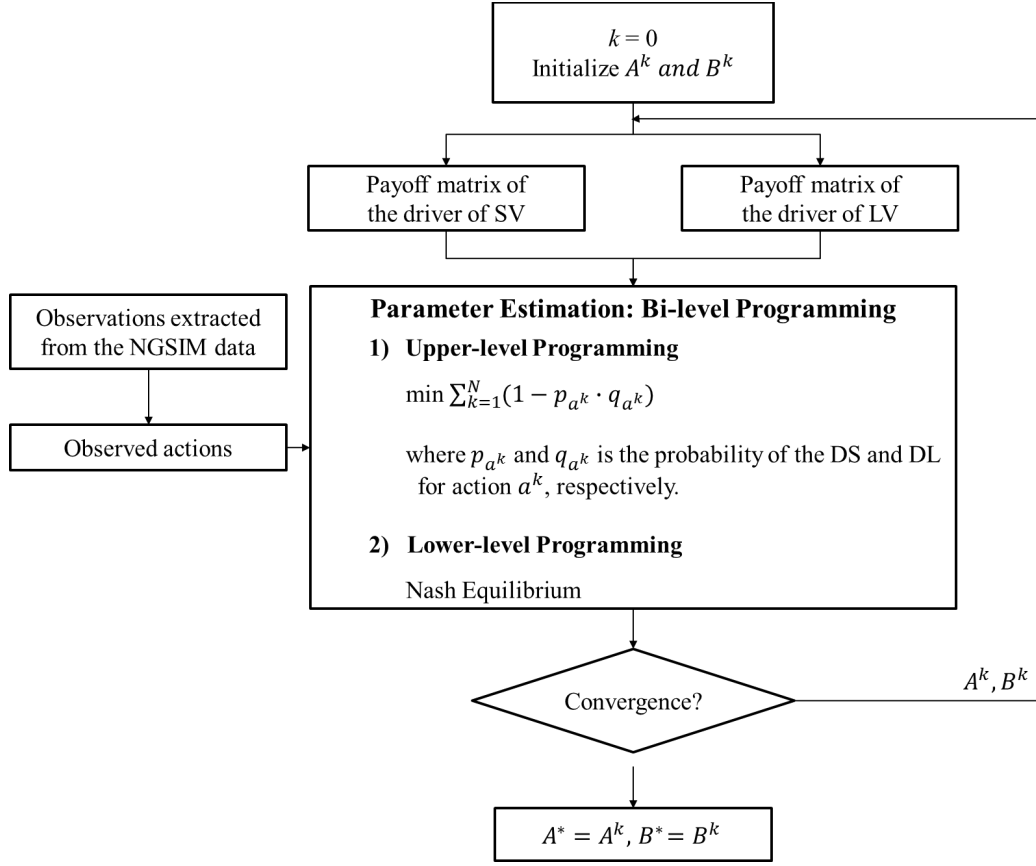 k = 0
Initialize A^k and B^k
Payoff matrix of
the driver of SV
Payoff matrix of
the driver of LV
Observations extracted
from the NGSIM data
Observed actions
Parameter Estimation: Bi-level Programming
1) Upper-level Programming
min ∑_{k=1}^{N}(1 − p_{a^k} · q_{a^k})
where p_{a^k} and q_{a^k} is the probability of the DS and DL
for action a^k, respectively.
2) Lower-level Programming
Nash Equilibrium
Convergence?
A^k, B^k
A^* = A^k, B^* = B^k